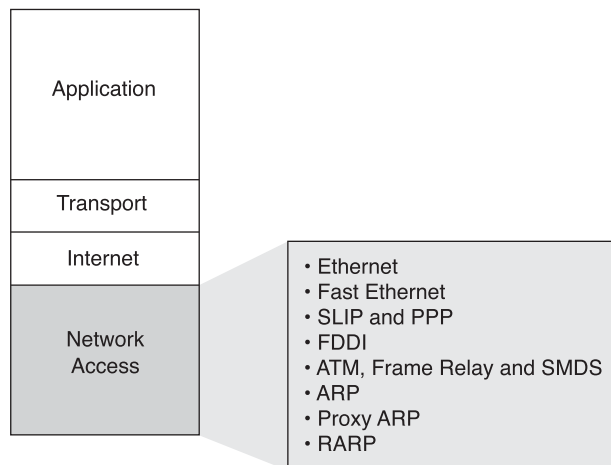 Application
Transport
Internet
Network
Access
• Ethernet
• Fast Ethernet
• SLIP and PPP
• FDDI
• ATM, Frame Relay and SMDS
• ARP
• Proxy ARP
• RARP